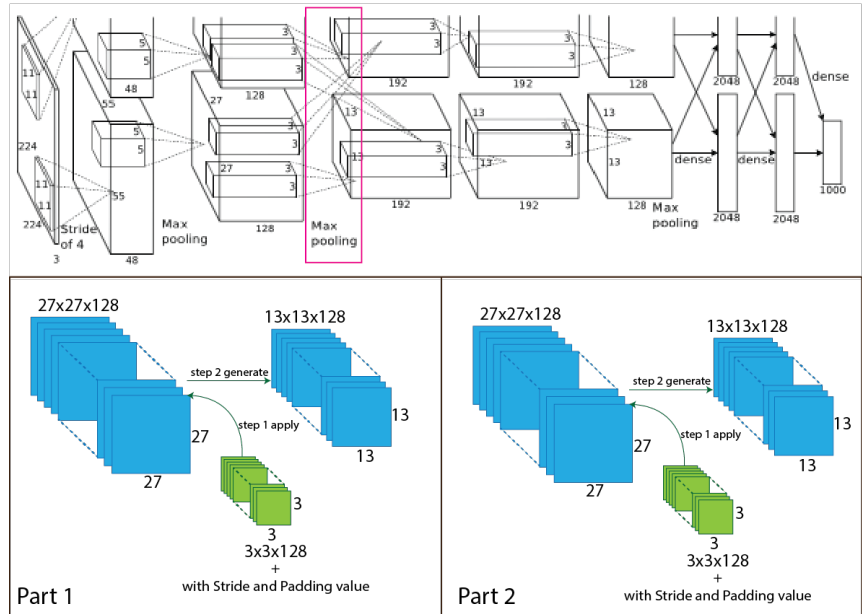 5
5
48
55
11
11
224
11
11
224
3
Stride
of 4
5
5
55
48
Max
pooling
3
3
128
27
3
3
27
3
3
128
Max
pooling
3
3
192
13
3
3
13
192
3
3
192
13
3
3
13
192
128
13
13
128
Max
pooling
2048
2048
dense
dense
dense
2048
2048
1000
27x27x128
13x13x128
step 2 generate
step 1 apply
27
27
13
13
3
3
3x3x128
+
with Stride and Padding value
Part 1
27x27x128
13x13x128
step 2 generate
step 1 apply
27
27
13
13
3
3
3x3x128
+
with Stride and Padding value
Part 2